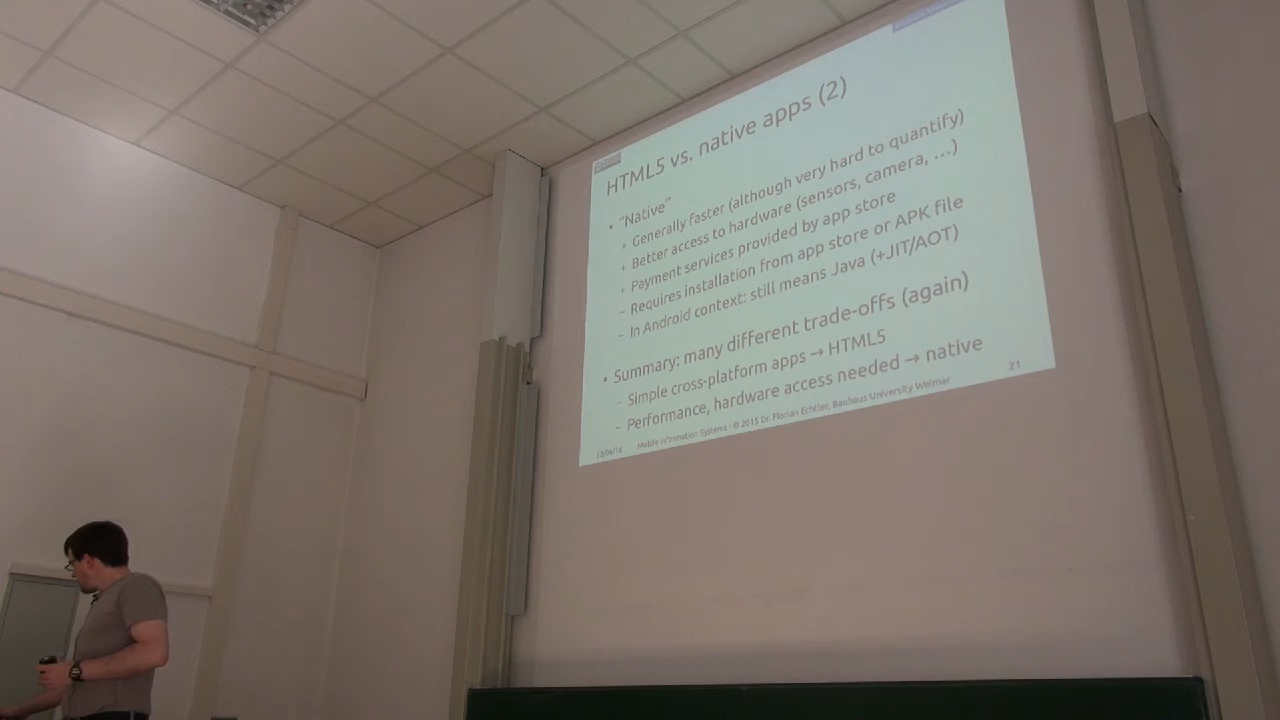 HTML5 vs. native apps (2)
• "Native"
• Generally faster (although very hard to quantify)
• Better access to hardware (sensors, camera, …)
• Payment services provided by app store
– Requires installation from app store or APK file
– In Android context: still means Java (+JIT/AOT)
• Summary: many different trade-offs (again)
– Simple cross-platform apps → HTML5
– Performance, hardware access needed → native
Mobile Information Systems - © 2015 Dr. Florian Echtler, Bauhaus University Weimar
21